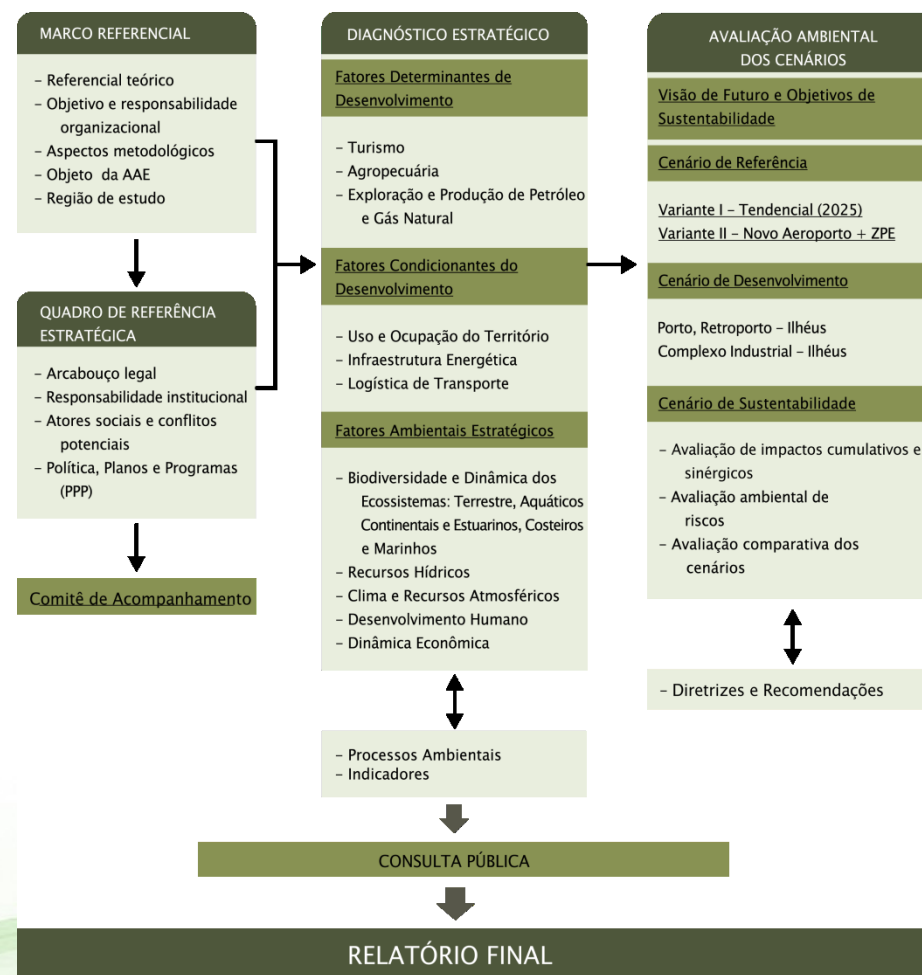 MARCO REFERENCIAL
– Referencial teórico
– Objetivo e responsabilidade
organizacional
– Aspectos metodológicos
– Objeto da AAE
– Região de estudo
QUADRO DE REFERÊNCIA
ESTRATÉGICA
– Arcabouço legal
– Responsabilidade institucional
– Atores sociais e conflitos
potenciais
– Política, Planos e Programas
(PPP)
Comitê de Acompanhamento
DIAGNÓSTICO ESTRATÉGICO
Fatores Determinantes de
Desenvolvimento
– Turismo
– Agropecuária
– Exploração e Produção de Petróleo
e Gás Natural
Fatores Condicionantes do
Desenvolvimento
– Uso e Ocupação do Território
– Infraestrutura Energética
– Logística de Transporte
Fatores Ambientais Estratégicos
– Biodiversidade e Dinâmica dos
Ecossistemas: Terrestre, Aquáticos
Continentais e Estuarinos, Costeiros
e Marinhos
– Recursos Hídricos
– Clima e Recursos Atmosféricos
– Desenvolvimento Humano
– Dinâmica Econômica
– Processos Ambientais
– Indicadores
AVALIAÇÃO AMBIENTAL
DOS CENÁRIOS
Visão de Futuro e Objetivos de
Sustentabilidade
Cenário de Referência
Variante I – Tendencial (2025)
Variante II – Novo Aeroporto + ZPE
Cenário de Desenvolvimento
Porto, Retroporto – Ilhéus
Complexo Industrial – Ilhéus
Cenário de Sustentabilidade
– Avaliação de impactos cumulativos e
sinérgicos
– Avaliação ambiental de
riscos
– Avaliação comparativa dos
cenários
– Diretrizes e Recomendações
CONSULTA PÚBLICA
RELATÓRIO FINAL